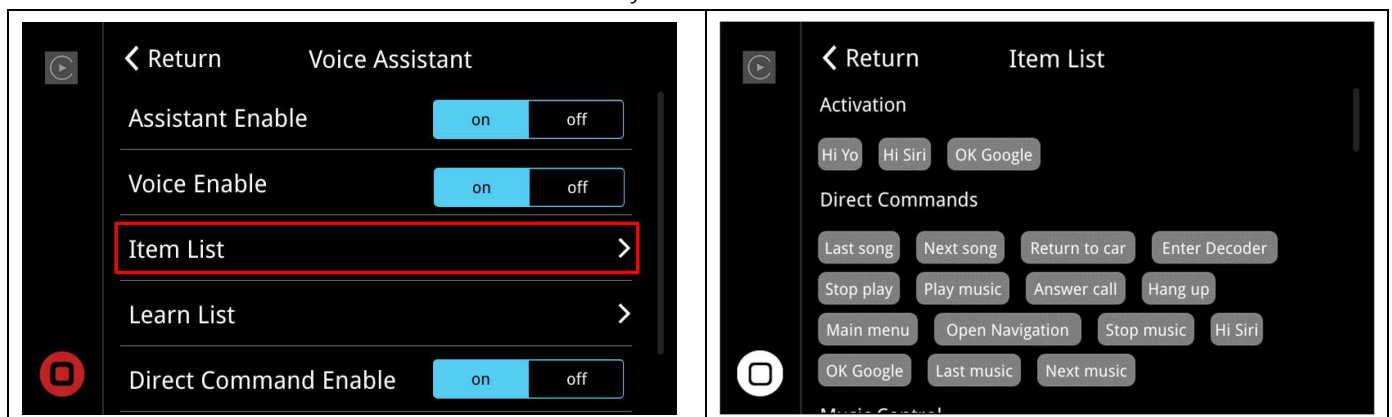 Return Voice Assistant
Assistant Enable on off
Voice Enable on off
Item List
Learn List
Direct Command Enable on off
Return Item List
Activation
Hi Yo Hi Siri OK Google
Direct Commands
Last song Next song Return to car Enter Decoder
Stop play Play music Answer call Hang up
Main menu Open Navigation Stop music Hi Siri
OK Google Last music Next music